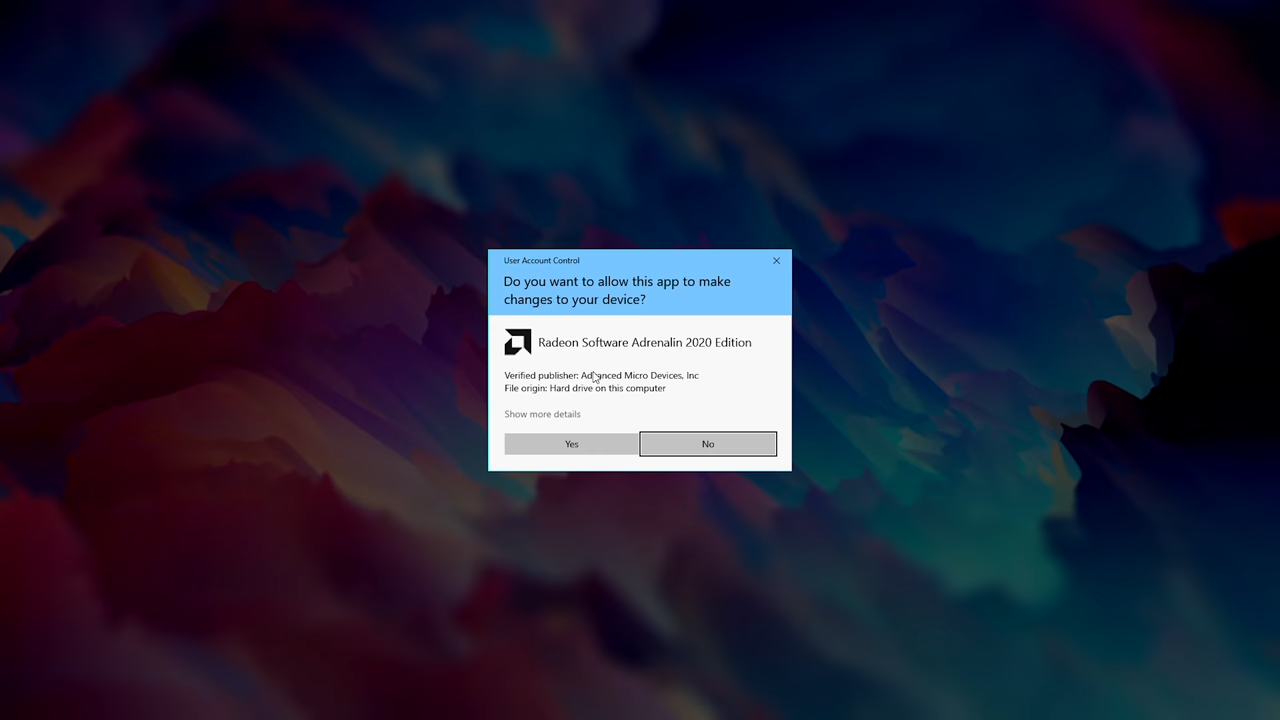 User Account Control
Do you want to allow this app to make
changes to your device?
Radeon Software Adrenalin 2020 Edition
Verified publisher: Advanced Micro Devices, Inc
File origin: Hard drive on this computer
Show more details
Yes
No